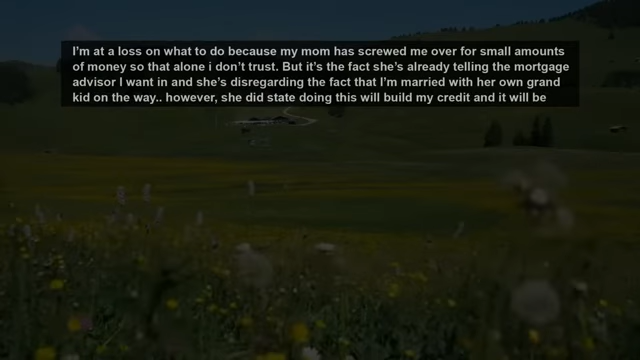 I'm at a loss on what to do because my mom has screwed me over for small amounts
of money so that alone i don't trust. But it's the fact she's already telling the mortgage
advisor I want in and she's disregarding the fact that I'm married with her own grand
kid on the way.. however, she did state doing this will build my credit and it will be